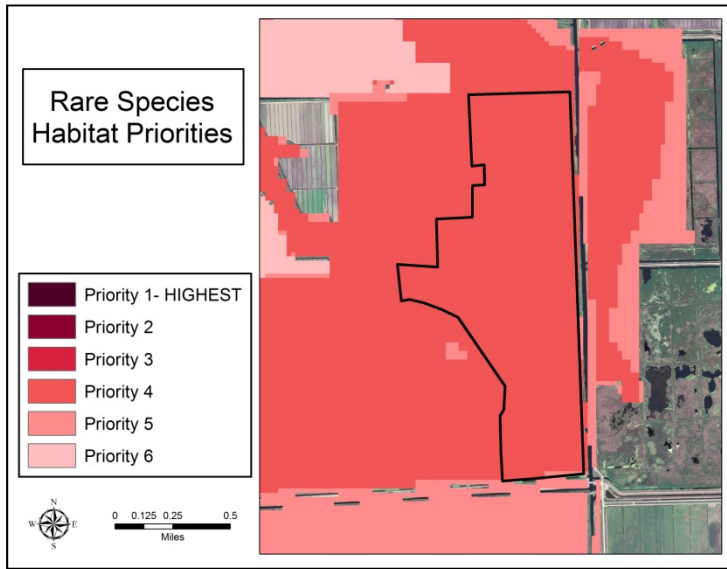 Rare Species
Habitat Priorities
Priority 1- HIGHEST
Priority 2
Priority 3
Priority 4
Priority 5
Priority 6
N
W E
S
0 0.125 0.25 0.5
Miles